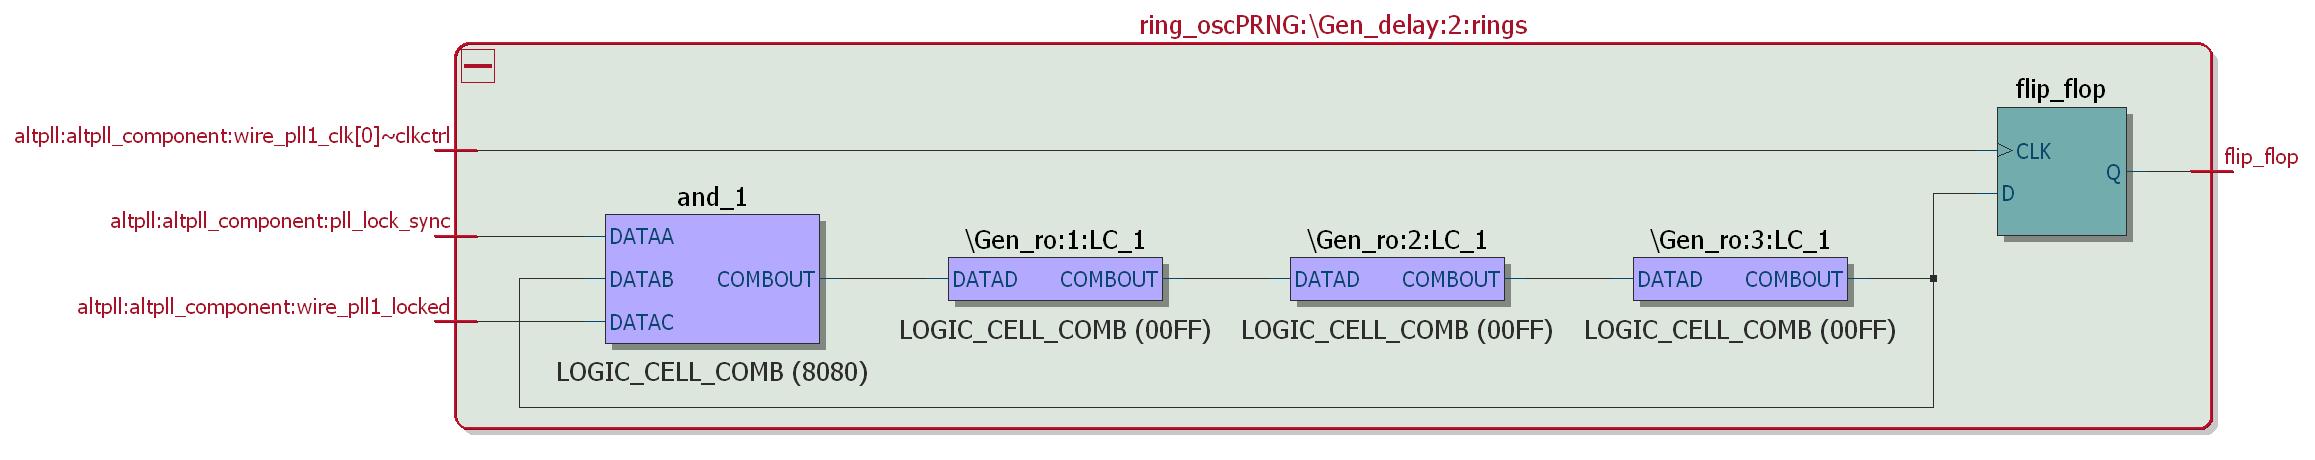 ring_oscPRNG:\Gen_delay:2:rings
flip_flop
altpll:altpll_component:wire_pll1_clk[0]~clkctrl
CLK
flip_flop
Q
D
and_1
altpll:altpll_component:pll_lock_sync
DATAA
\Gen_ro:1:LC_1
\Gen_ro:2:LC_1
\Gen_ro:3:LC_1
DATAB COMBOUT
DATAD COMBOUT
DATAD COMBOUT
DATAD COMBOUT
altpll:altpll_component:wire_pll1_locked
DATAC
LOGIC_CELL_COMB (00FF)
LOGIC_CELL_COMB (00FF)
LOGIC_CELL_COMB (00FF)
LOGIC_CELL_COMB (8080)